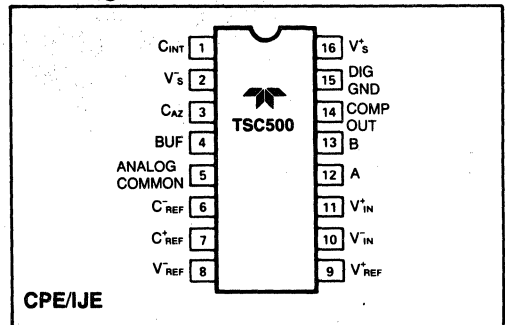 C_INT 1
V⁻_S 2
C_AZ 3
BUF 4
ANALOG
COMMON 5
C⁻_REF 6
C⁺_REF 7
V⁻_REF 8
TSC500
16 V⁺_S
15 DIG
GND
14 COMP
OUT
13 B
12 A
11 V⁺_IN
10 V⁻_IN
9 V⁺_REF
CPE/IJE